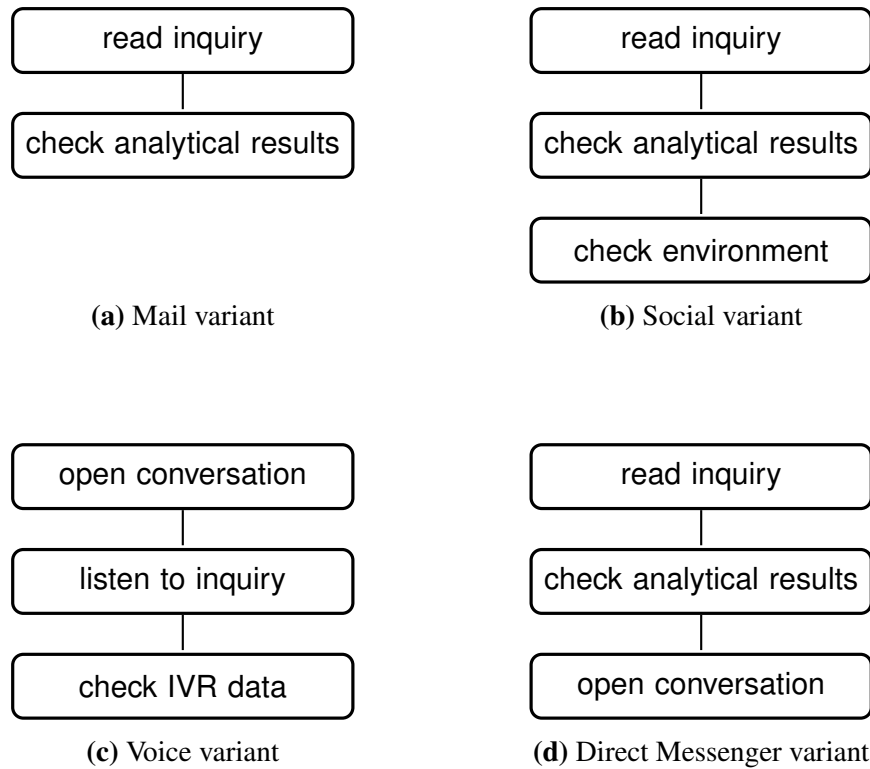 read inquiry
check analytical results
(a) Mail variant
read inquiry
check analytical results
check environment
(b) Social variant
open conversation
listen to inquiry
check IVR data
(c) Voice variant
read inquiry
check analytical results
open conversation
(d) Direct Messenger variant